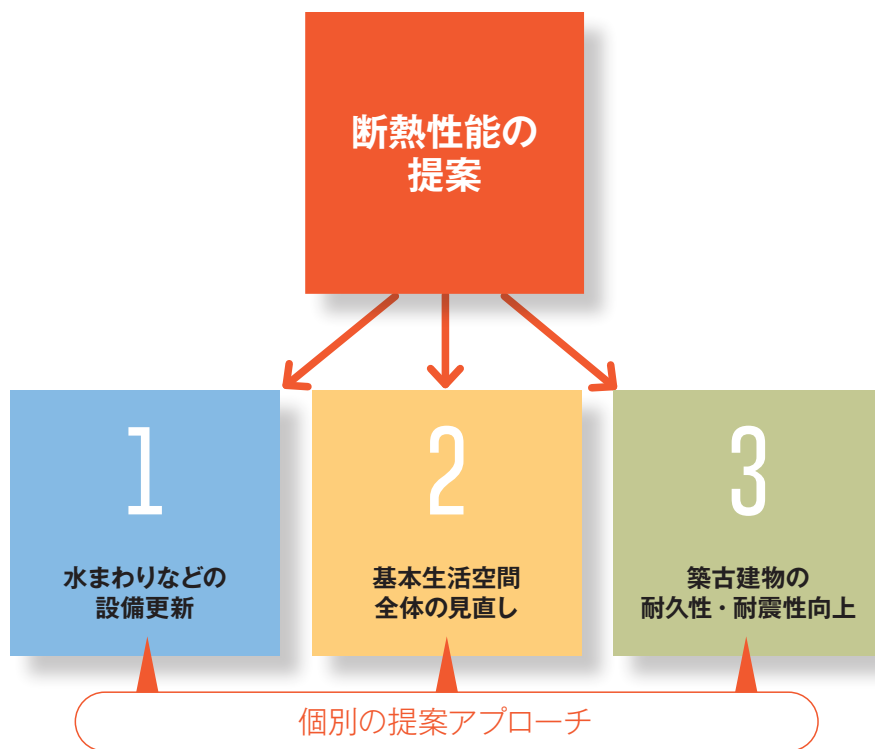 断熱性能の
提案
1
水まわりなどの
設備更新
2
基本生活空間
全体の見直し
3
築古建物の
耐久性・耐震性向上
個別の提案アプローチ